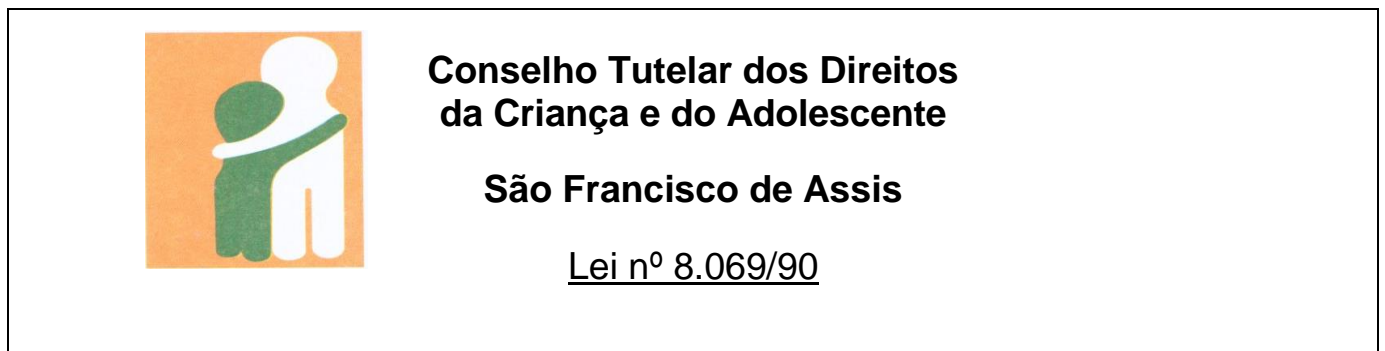 Conselho Tutelar dos Direitos
da Criança e do Adolescente
São Francisco de Assis
Lei nº 8.069/90